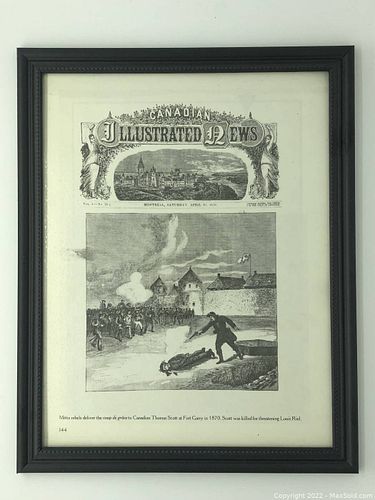 CANADIAN
ILLUSTRATED NEWS
MONTREAL, SATURDAY, APRIL
Métis rebels deliver the coup de grâce to Canadian Thomas Scott at Fort Garry in 1870. Scott was killed for threatening Louis Riel.
144
Copyright ©2022 - MaxSold.com